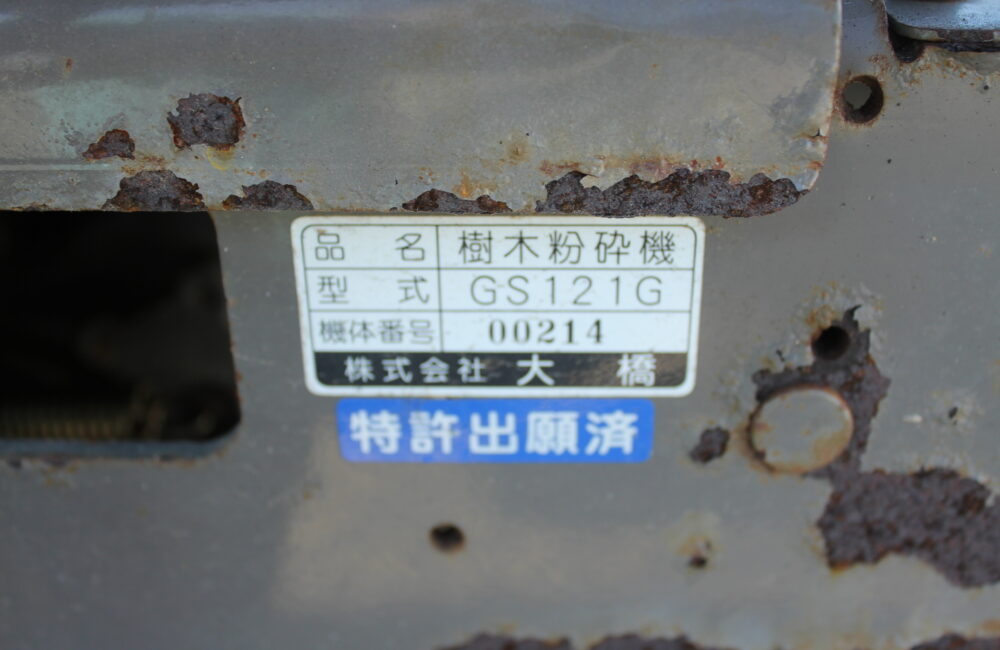 品名 樹木粉砕機
型式 GS121G
機体番号 00214
株式会社 大橋
特許出願済